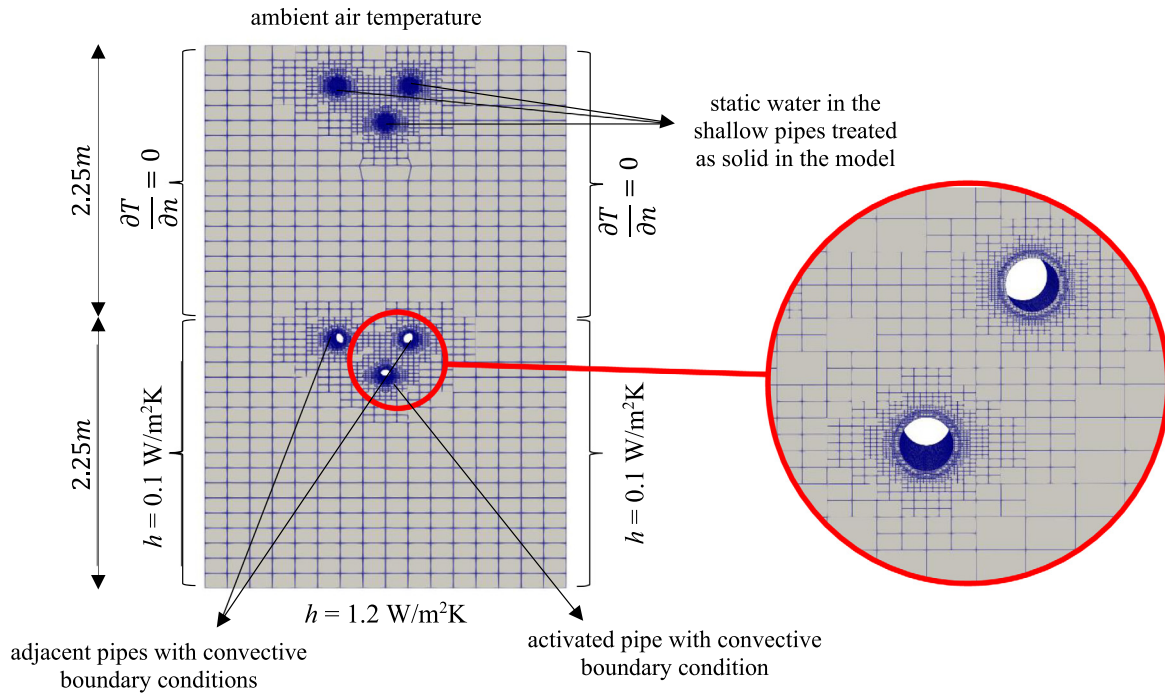 ambient air temperature
2.25m
∂T/∂n = 0
∂T/∂n = 0
static water in the
shallow pipes treated
as solid in the model
2.25m
h = 0.1 W/m²K
h = 0.1 W/m²K
h = 1.2 W/m²K
adjacent pipes with convective
boundary conditions
activated pipe with convective
boundary condition